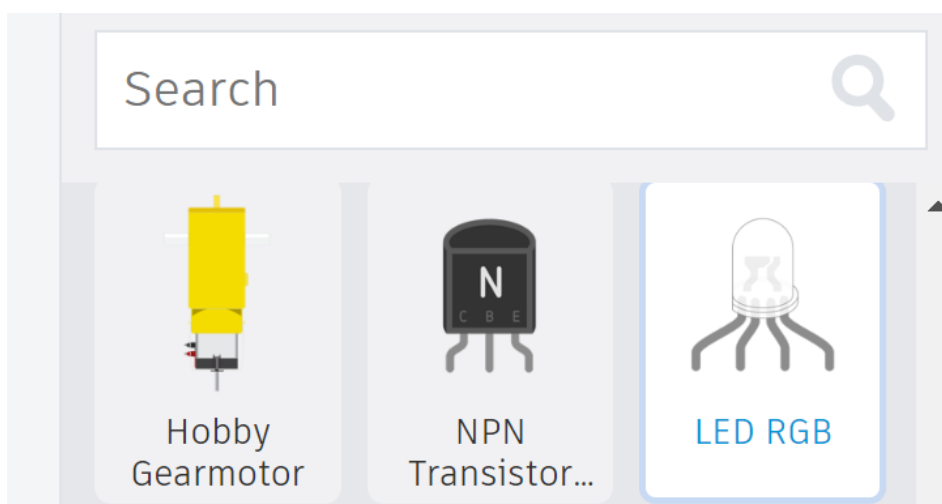 Search
N
C B E
Hobby
Gearmotor
NPN
Transistor...
LED RGB